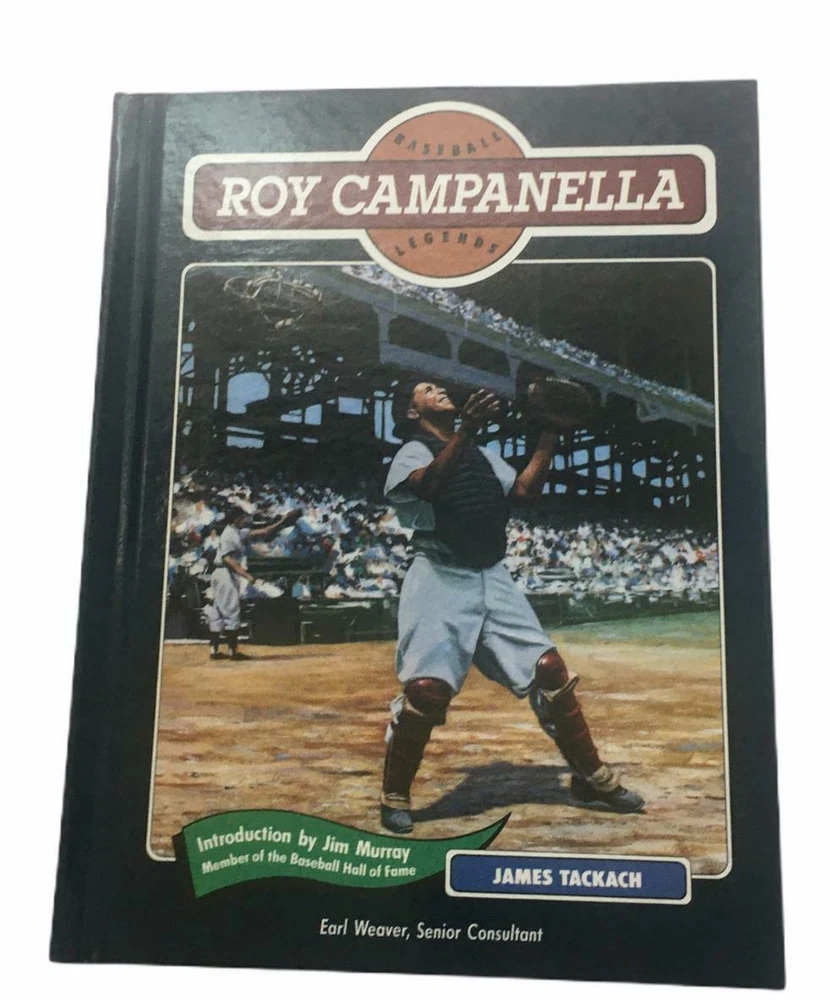 BASEBALL
ROY CAMPANELLA
LEGENDS
Introduction by Jim Murray
Member of the Baseball Hall of Fame
JAMES TACKACH
Earl Weaver, Senior Consultant